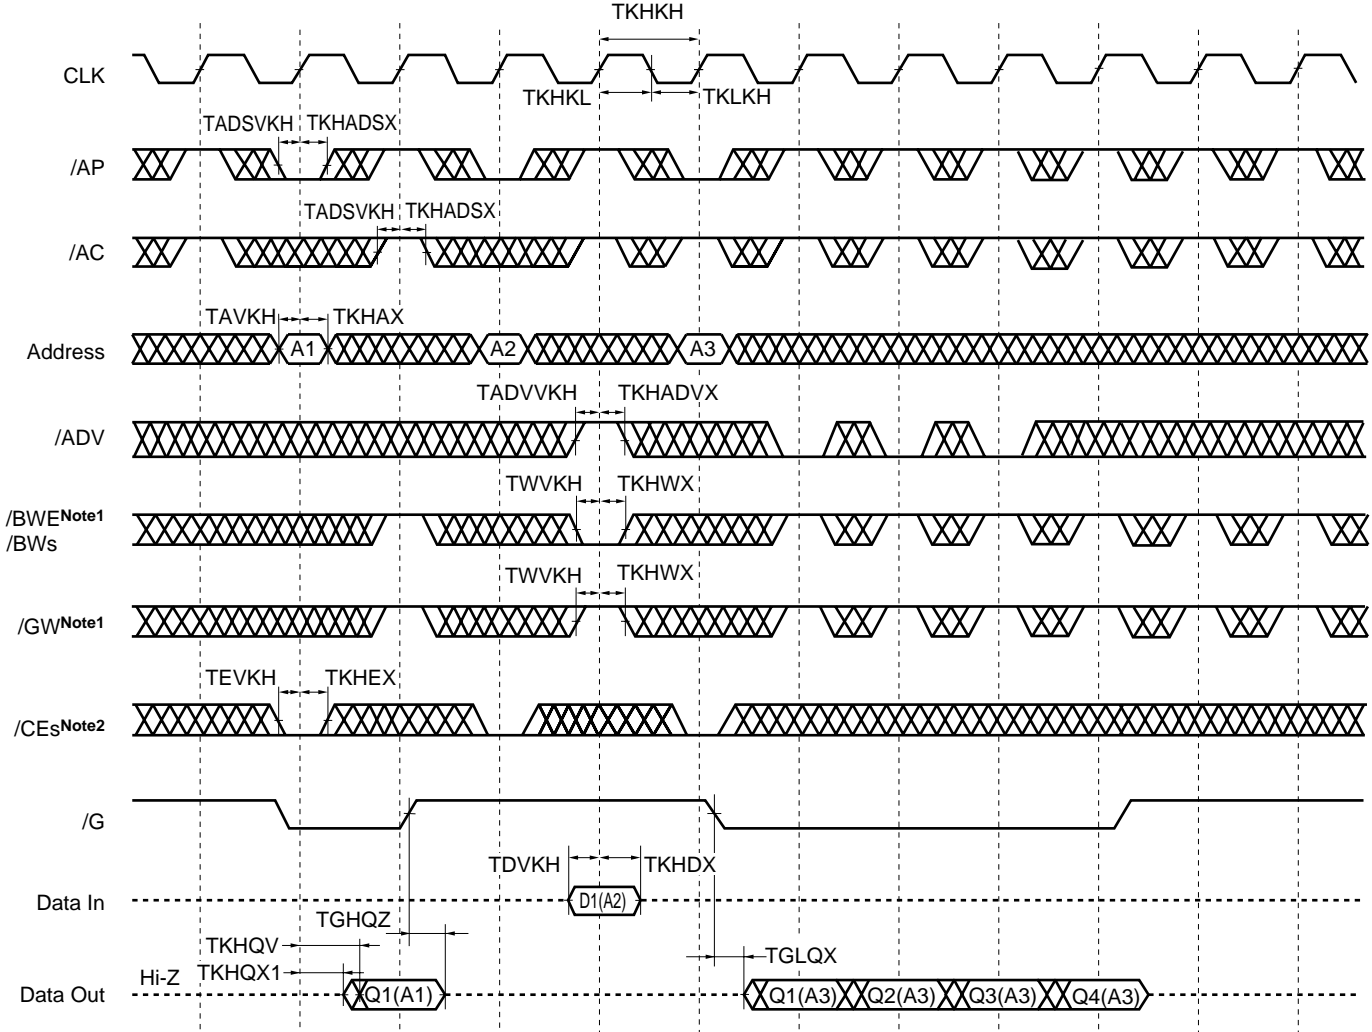 TKHKH
CLK
TKHKL
TKLKH
TADSVKH TKHADSX
/AP
TADSVKH TKHADSX
/AC
TAVKH TKHAX
Address A1 A2 A3
TADVVKH TKHADVX
/ADV
TWVKH TKHWX
/BWENote1
/BWs
TWVKH TKHWX
/GWNote1
TEVKH TKHEX
/CEsNote2
/G
TDVKH TKHDX
Data In D1(A2)
TGHQZ
TKHQV
TGLQX
Hi-Z TKHQX1
Data Out Q1(A1) Q1(A3) Q2(A3) Q3(A3) Q4(A3)